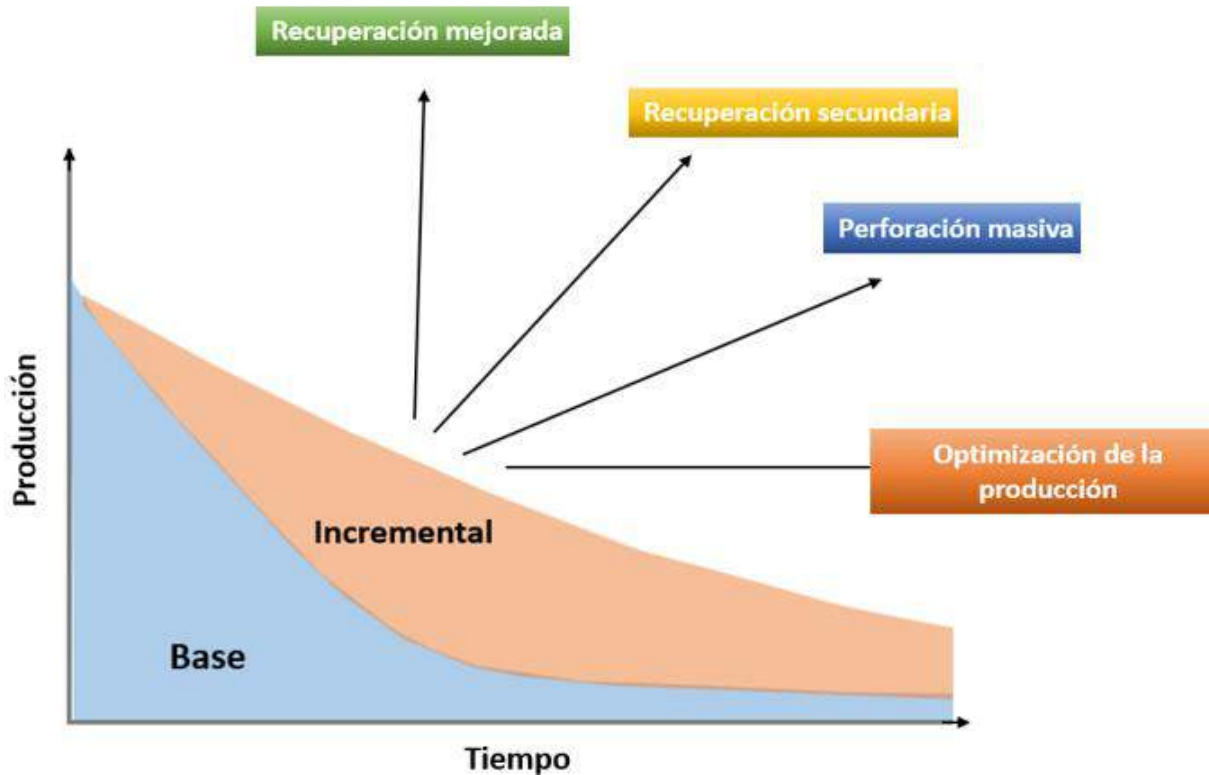 Recuperación mejorada
Recuperación secundaria
Perforación masiva
Optimización de la
producción
Producción
Incremental
Base
Tiempo